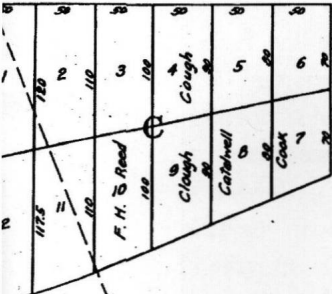 50 50 50 50 50
1 2 3 4 5 6
120 110 100 90 80 70
Cough
C
2 11 10 9 8 7
117.5 110 100 90 80 70
F. M. Reed
Clough
Caldwell
Cook